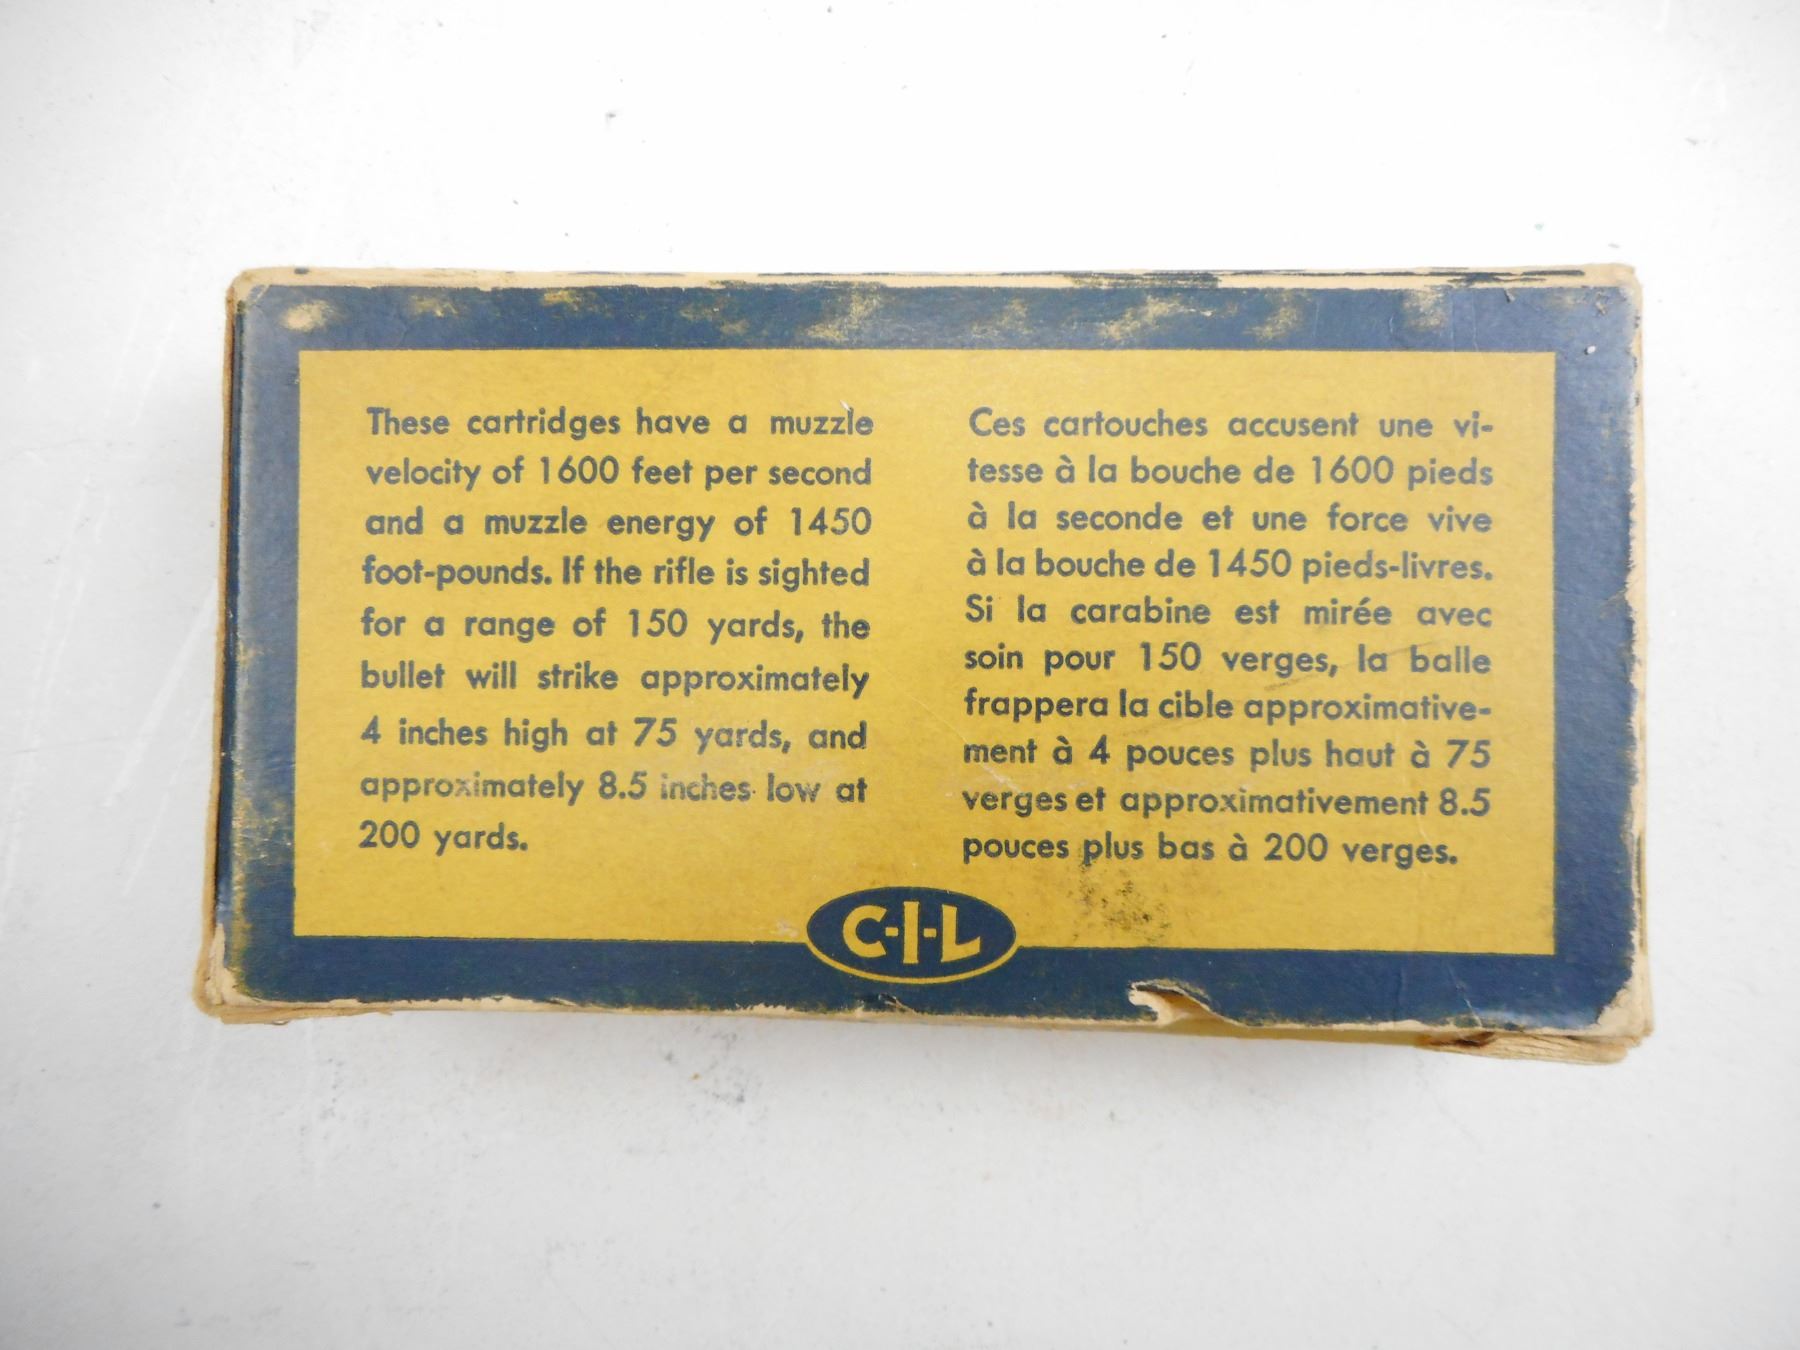 These cartridges have a muzzle
velocity of 1600 feet per second
and a muzzle energy of 1450
foot-pounds. If the rifle is sighted
for a range of 150 yards, the
bullet will strike approximately
4 inches high at 75 yards, and
approximately 8.5 inches low at
200 yards.
Ces cartouches accusent une vi-
tesse à la bouche de 1600 pieds
à la seconde et une force vive
à la bouche de 1450 pieds-livres.
Si la carabine est mirée avec
soin pour 150 verges, la balle
frappera la cible approximative-
ment à 4 pouces plus haut à 75
verges et approximativement 8.5
pouces plus bas à 200 verges.
C-I-L